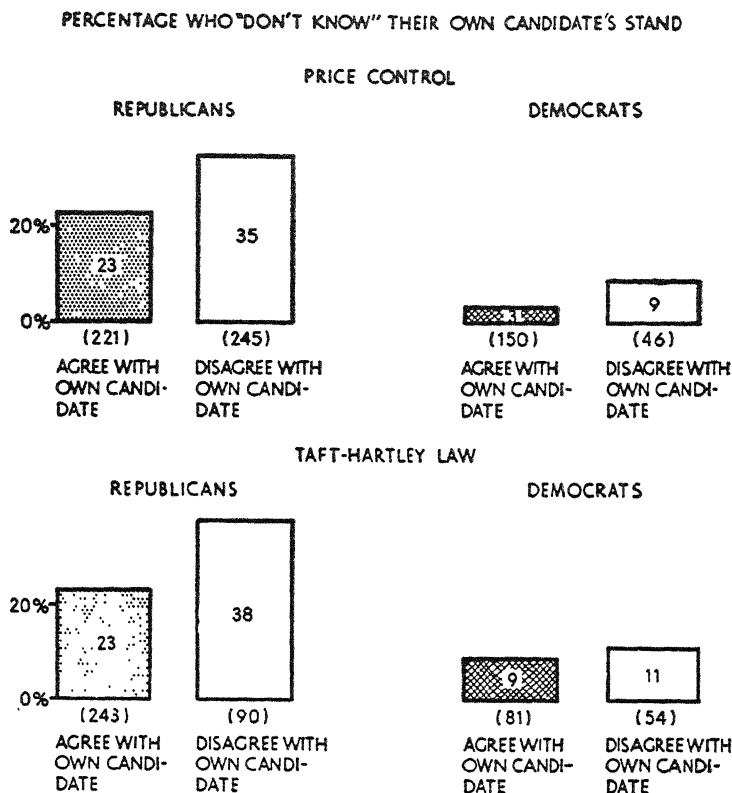 PERCENTAGE WHO "DON'T KNOW" THEIR OWN CANDIDATE'S STAND
PRICE CONTROL
REPUBLICANS
DEMOCRATS
20%
0%
23
35
9
(221)
(245)
(150)
(46)
AGREE WITH
OWN CANDI-
DATE
DISAGREE WITH
OWN CANDI-
DATE
AGREE WITH
OWN CANDI-
DATE
DISAGREE WITH
OWN CANDI-
DATE
TAFT-HARTLEY LAW
REPUBLICANS
DEMOCRATS
20%
0%
23
38
9
11
(243)
(90)
(81)
(54)
AGREE WITH
OWN CANDI-
DATE
DISAGREE WITH
OWN CANDI-
DATE
AGREE WITH
OWN CANDI-
DATE
DISAGREE WITH
OWN CANDI-
DATE